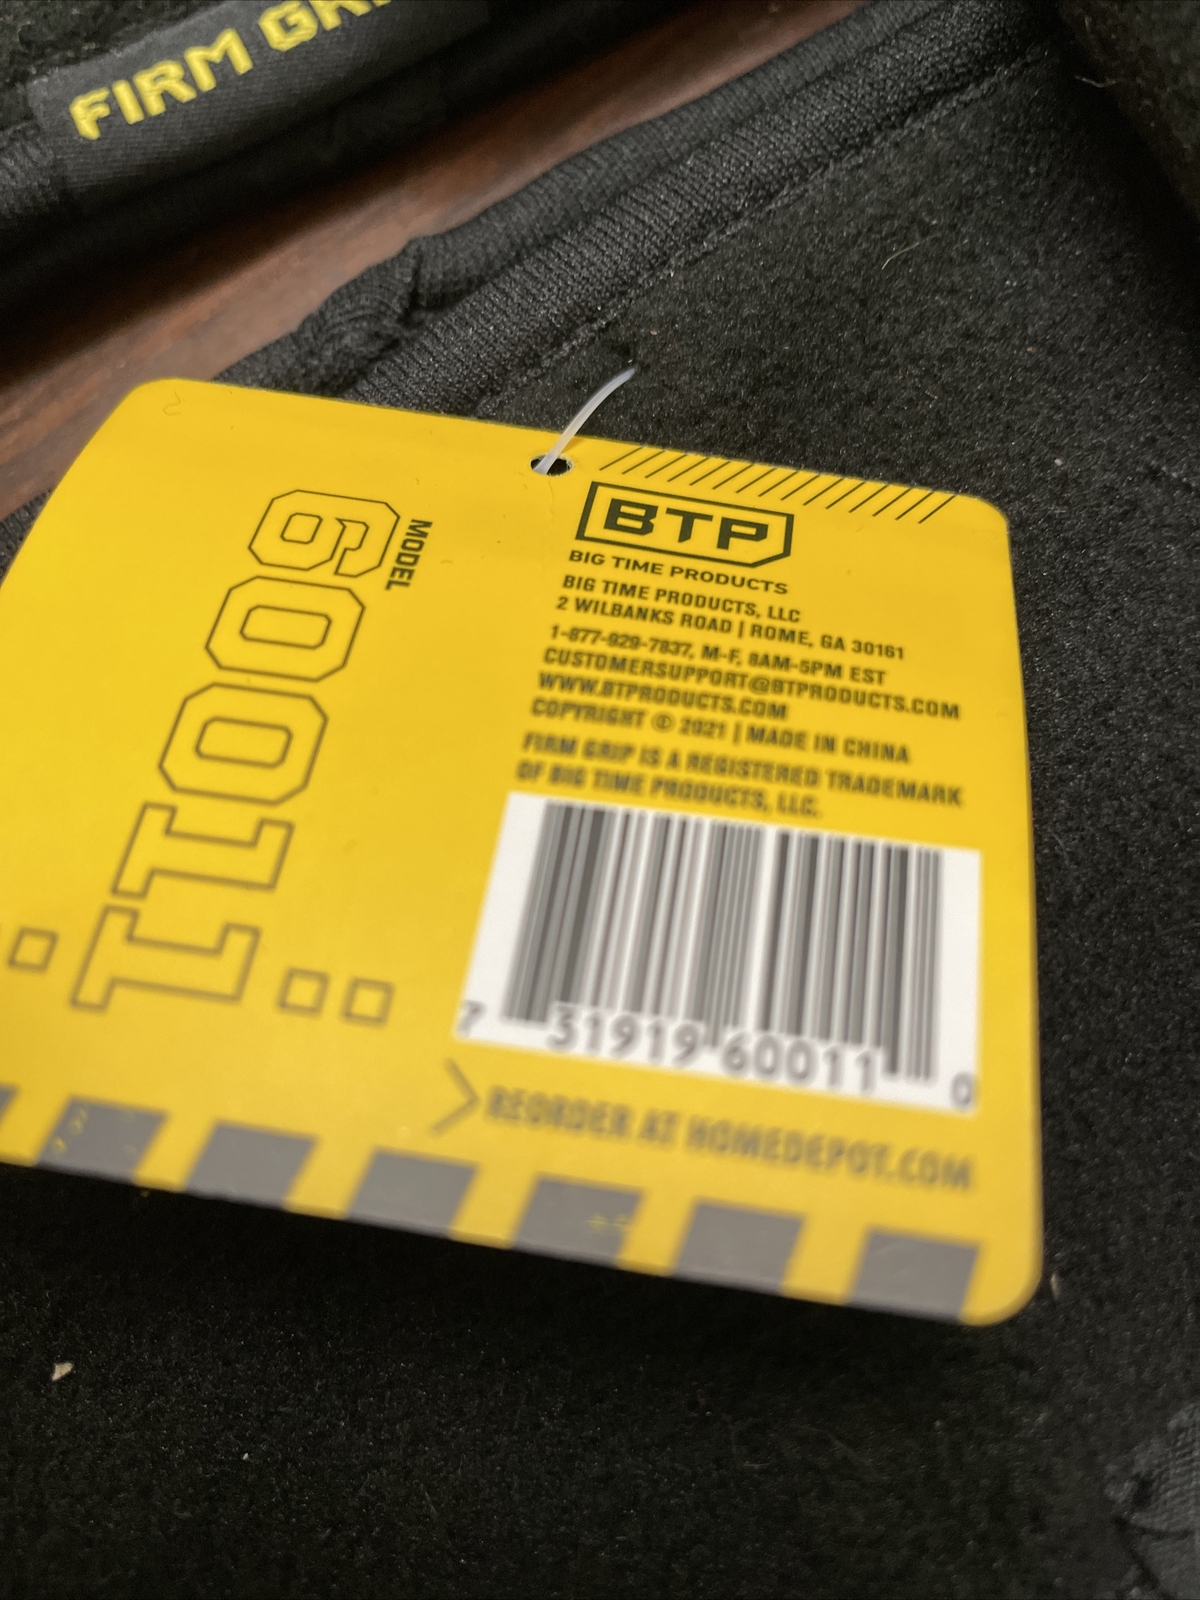 FIRM GRI
MODEL
60011
BTP
BIG TIME PRODUCTS
BIG TIME PRODUCTS, LLC
2 WILBANKS ROAD | ROME, GA 30161
1-877-929-7837, M-F, 8AM-5PM EST
CUSTOMERSUPPORT@BTPRODUCTS.COM
WWW.BTPRODUCTS.COM
COPYRIGHT © 2021 | MADE IN CHINA
FIRM GRIP IS A REGISTERED TRADEMARK
OF BIG TIME PRODUCTS, LLC.
7 31919 60011 0
REORDER AT HOMEDEPOT.COM